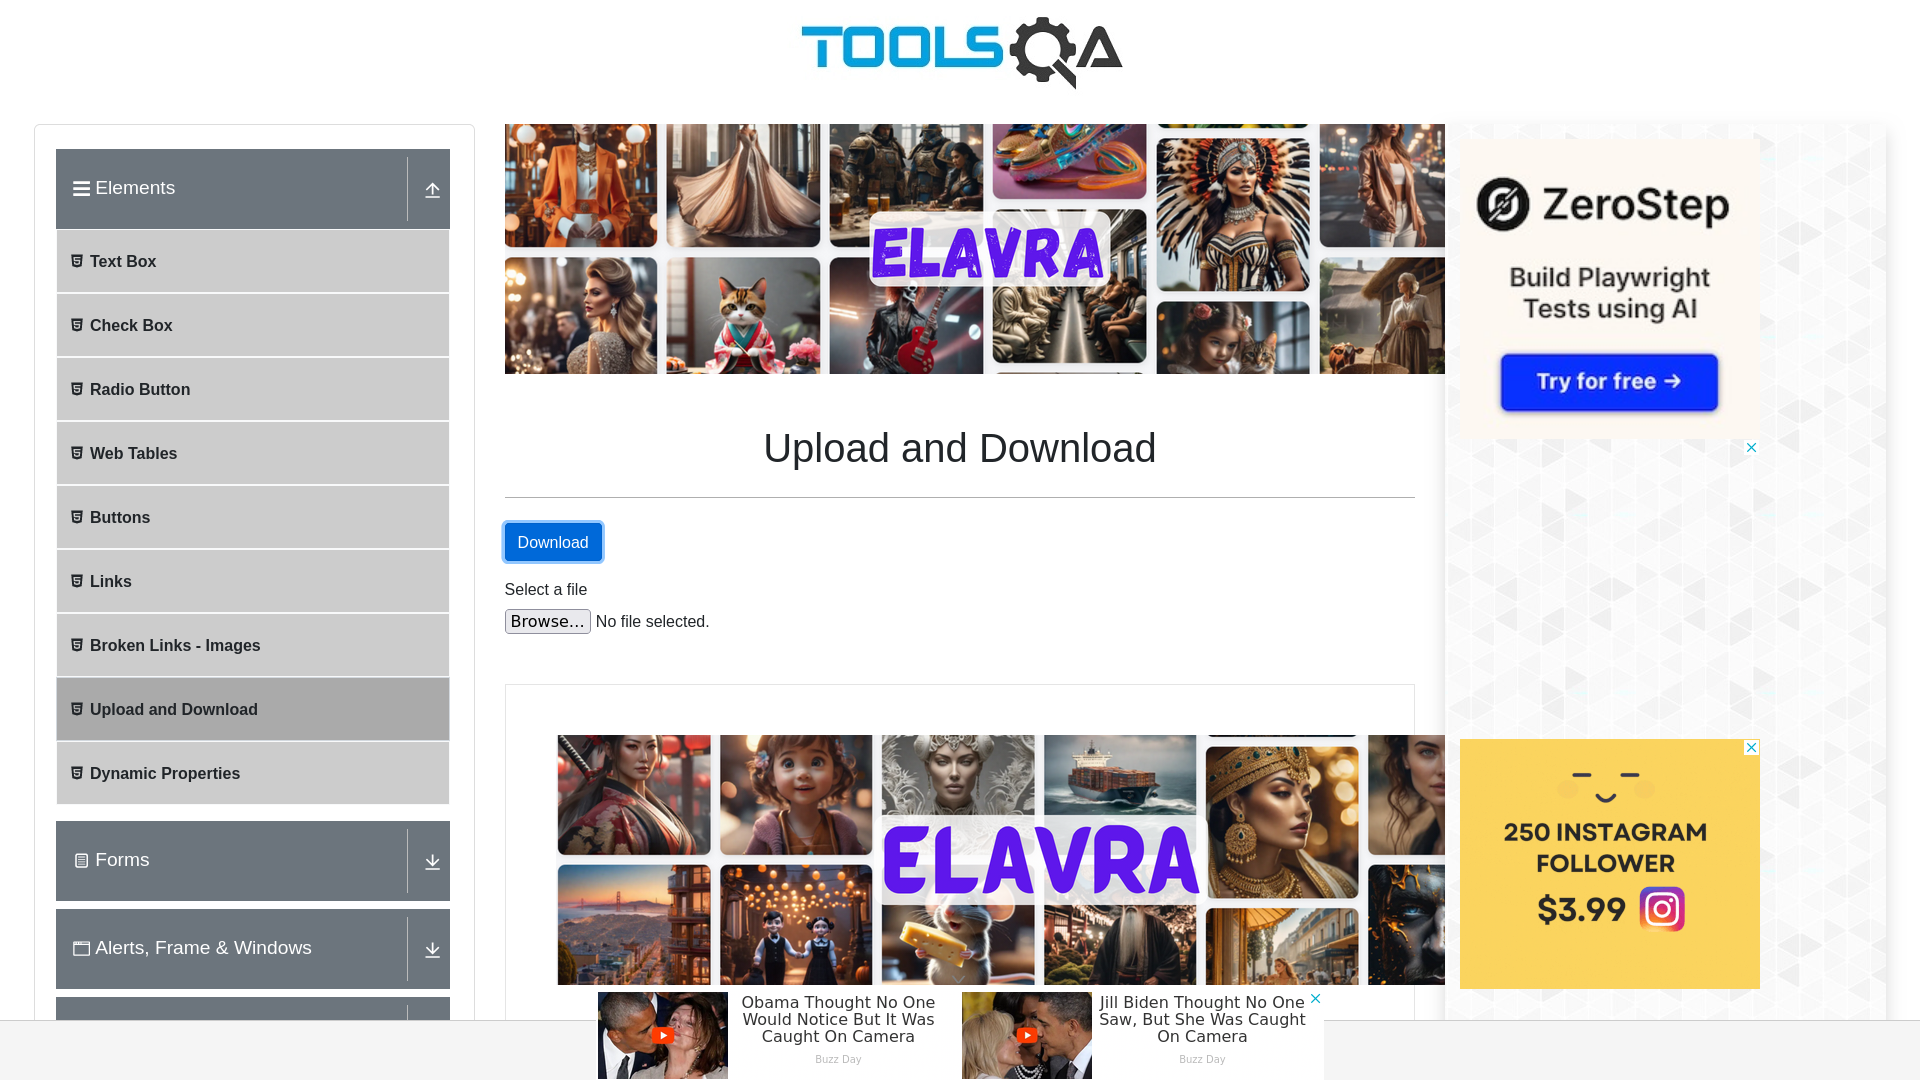 TOOLSQA
Elements
Text Box
Check Box
Radio Button
Web Tables
Buttons
Links
Broken Links - Images
Upload and Download
Dynamic Properties
Forms
Alerts, Frame & Windows
ELAVRA
Upload and Download
Download
Select a file
Browse... No file selected.
ELAVRA
ZeroStep
Build Playwright
Tests using AI
Try for free →
250 INSTAGRAM
FOLLOWER
$3.99
Obama Thought No One
Would Notice But It Was
Caught On Camera
Buzz Day
Jill Biden Thought No One
Saw, But She Was Caught
On Camera
Buzz Day